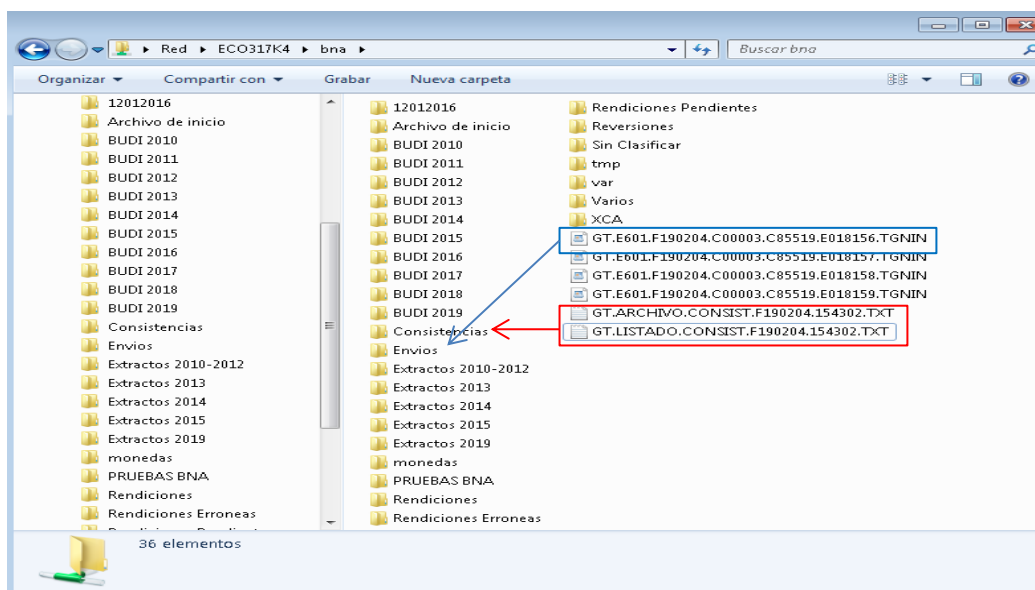 Red ▸ ECO317K4 ▸ bna ▸
Buscar bna
Organizar Compartir con Grabar Nueva carpeta
12012016
Archivo de inicio
BUDI 2010
BUDI 2011
BUDI 2012
BUDI 2013
BUDI 2014
BUDI 2015
BUDI 2016
BUDI 2017
BUDI 2018
BUDI 2019
Consistencias
Envios
Extractos 2010-2012
Extractos 2013
Extractos 2014
Extractos 2015
Extractos 2019
monedas
PRUEBAS BNA
Rendiciones
Rendiciones Erroneas
12012016
Archivo de inicio
BUDI 2010
BUDI 2011
BUDI 2012
BUDI 2013
BUDI 2014
BUDI 2015
BUDI 2016
BUDI 2017
BUDI 2018
BUDI 2019
Consistencias
Envios
Extractos 2010-2012
Extractos 2013
Extractos 2014
Extractos 2015
Extractos 2019
monedas
PRUEBAS BNA
Rendiciones
Rendiciones Erroneas
Rendiciones Pendientes
Reversiones
Sin Clasificar
tmp
var
Varios
XCA
GT.E601.F190204.C00003.C85519.E018156.TGNIN
GT.E601.F190204.C00003.C85519.E018157.TGNIN
GT.E601.F190204.C00003.C85519.E018158.TGNIN
GT.E601.F190204.C00003.C85519.E018159.TGNIN
GT.ARCHIVO.CONSIST.F190204.154302.TXT
GT.LISTADO.CONSIST.F190204.154302.TXT
36 elementos